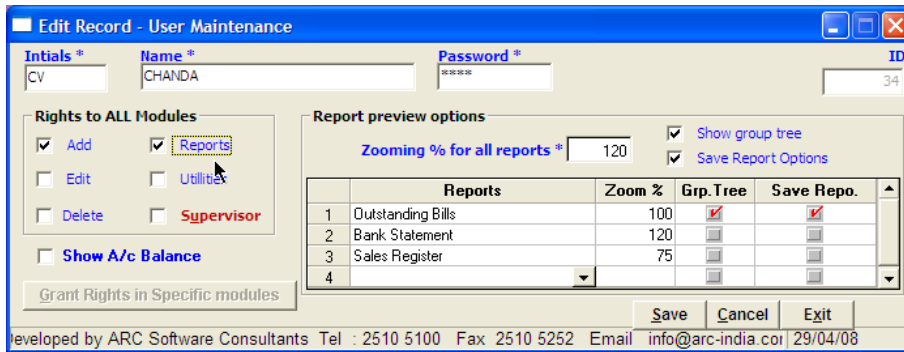 Edit Record - User Maintenance
Intials * Name * Password * ID
CV CHANDA **** 34
Rights to ALL Modules Report preview options
Add Reports Zooming % for all reports * 120 Show group tree
Save Report Options
Edit Utilities
Reports Zoom % Grp.Tree Save Repo.
Delete Supervisor 1 Outstanding Bills 100
2 Bank Statement 120
Show A/c Balance 3 Sales Register 75
4
Grant Rights in Specific modules
Save Cancel Exit
eveloped by ARC Software Consultants Tel : 2510 5100 Fax 2510 5252 Email info@arc-india.cor 29/04/08